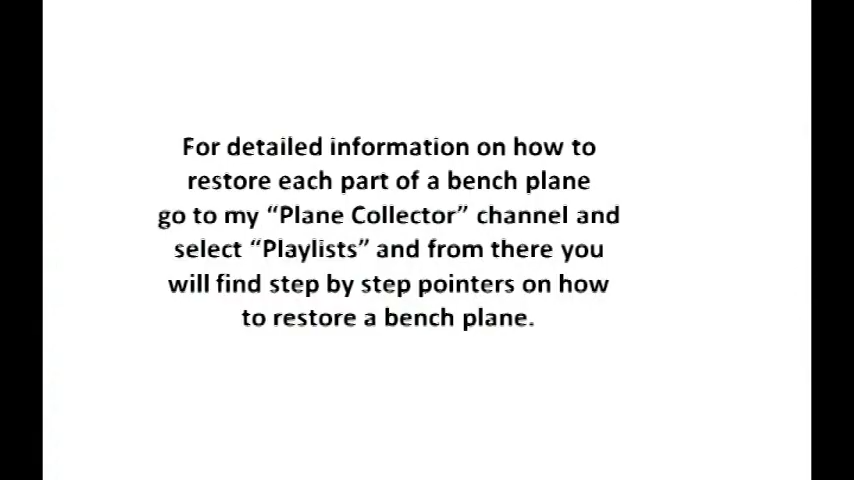 For detailed information on how to
restore each part of a bench plane
go to my “Plane Collector” channel and
select “Playlists” and from there you
will find step by step pointers on how
to restore a bench plane.